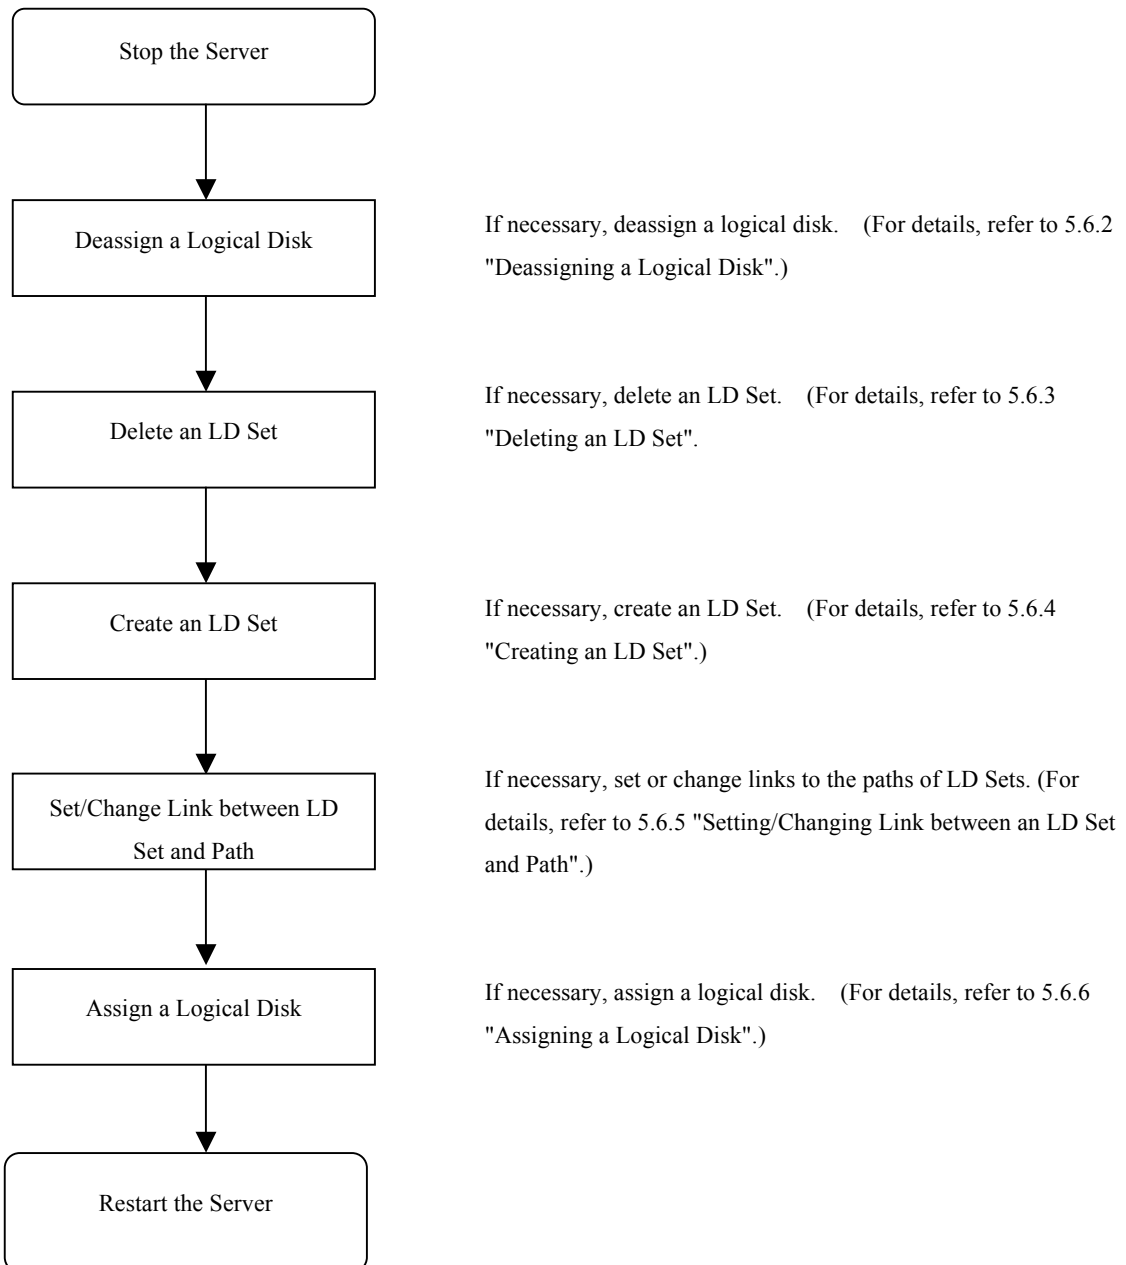 Stop the Server
Deassign a Logical Disk
If necessary, deassign a logical disk.    (For details, refer to 5.6.2
"Deassigning a Logical Disk".)
Delete an LD Set
If necessary, delete an LD Set.    (For details, refer to 5.6.3
"Deleting an LD Set".
Create an LD Set
If necessary, create an LD Set.    (For details, refer to 5.6.4
"Creating an LD Set".)
Set/Change Link between LD
Set and Path
If necessary, set or change links to the paths of LD Sets. (For
details, refer to 5.6.5 "Setting/Changing Link between an LD Set
and Path".)
Assign a Logical Disk
If necessary, assign a logical disk.    (For details, refer to 5.6.6
"Assigning a Logical Disk".)
Restart the Server